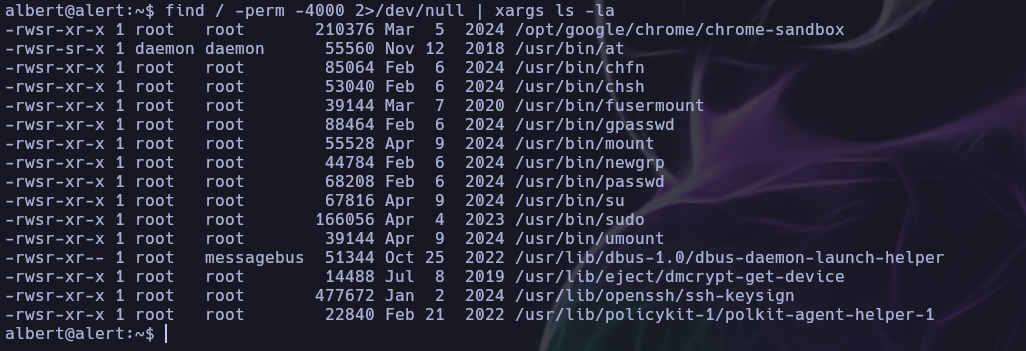 albert@alert:~$ find / -perm -4000 2>/dev/null | xargs ls -la
-rwsr-xr-x 1 root   root       210376 Mar  5  2024 /opt/google/chrome/chrome-sandbox
-rwsr-sr-x 1 daemon daemon      55560 Nov 12  2018 /usr/bin/at
-rwsr-xr-x 1 root   root        85064 Feb  6  2024 /usr/bin/chfn
-rwsr-xr-x 1 root   root        53040 Feb  6  2024 /usr/bin/chsh
-rwsr-xr-x 1 root   root        39144 Mar  7  2020 /usr/bin/fusermount
-rwsr-xr-x 1 root   root        88464 Feb  6  2024 /usr/bin/gpasswd
-rwsr-xr-x 1 root   root        55528 Apr  9  2024 /usr/bin/mount
-rwsr-xr-x 1 root   root        44784 Feb  6  2024 /usr/bin/newgrp
-rwsr-xr-x 1 root   root        68208 Feb  6  2024 /usr/bin/passwd
-rwsr-xr-x 1 root   root        67816 Apr  9  2024 /usr/bin/su
-rwsr-xr-x 1 root   root       166056 Apr  4  2023 /usr/bin/sudo
-rwsr-xr-x 1 root   root        39144 Apr  9  2024 /usr/bin/umount
-rwsr-xr-- 1 root   messagebus  51344 Oct 25  2022 /usr/lib/dbus-1.0/dbus-daemon-launch-helper
-rwsr-xr-x 1 root   root        14488 Jul  8  2019 /usr/lib/eject/dmcrypt-get-device
-rwsr-xr-x 1 root   root       477672 Jan  2  2024 /usr/lib/openssh/ssh-keysign
-rwsr-xr-x 1 root   root        22840 Feb 21  2022 /usr/lib/policykit-1/polkit-agent-helper-1
albert@alert:~$